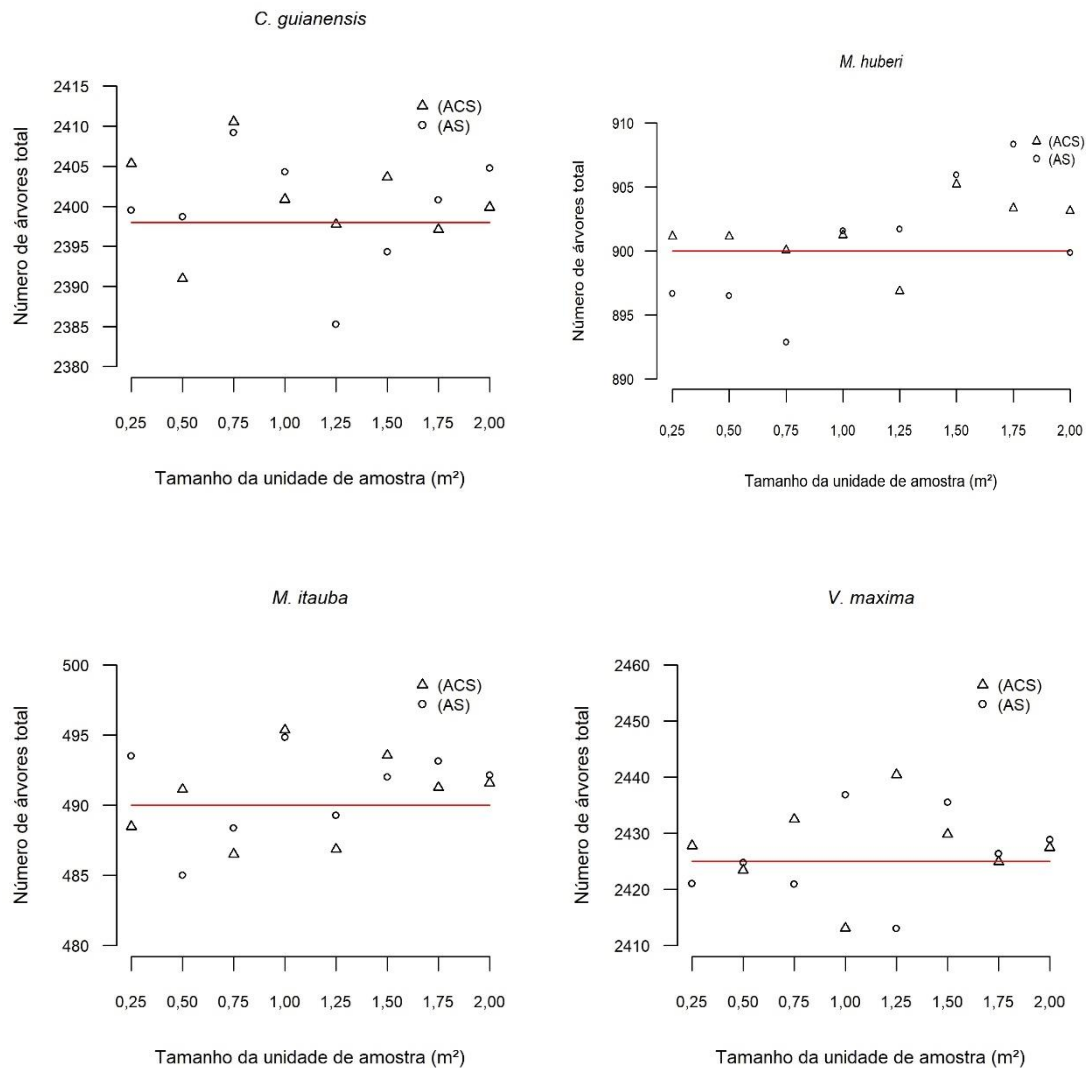 C. guianensis
2415
2410
2405
2400
2395
2390
2385
2380
Número de árvores total
(ACS)
(AS)
0,25 0,50 0,75 1,00 1,25 1,50 1,75 2,00
Tamanho da unidade de amostra (m²)
M. huberi
910
905
900
895
890
Número de árvores total
(ACS)
(AS)
0,25 0,50 0,75 1,00 1,25 1,50 1,75 2,00
Tamanho da unidade de amostra (m²)
M. itauba
500
495
490
485
480
Número de árvores total
(ACS)
(AS)
0,25 0,50 0,75 1,00 1,25 1,50 1,75 2,00
Tamanho da unidade de amostra (m²)
V. maxima
2460
2450
2440
2430
2420
2410
Número de árvores total
(ACS)
(AS)
0,25 0,50 0,75 1,00 1,25 1,50 1,75 2,00
Tamanho da unidade de amostra (m²)